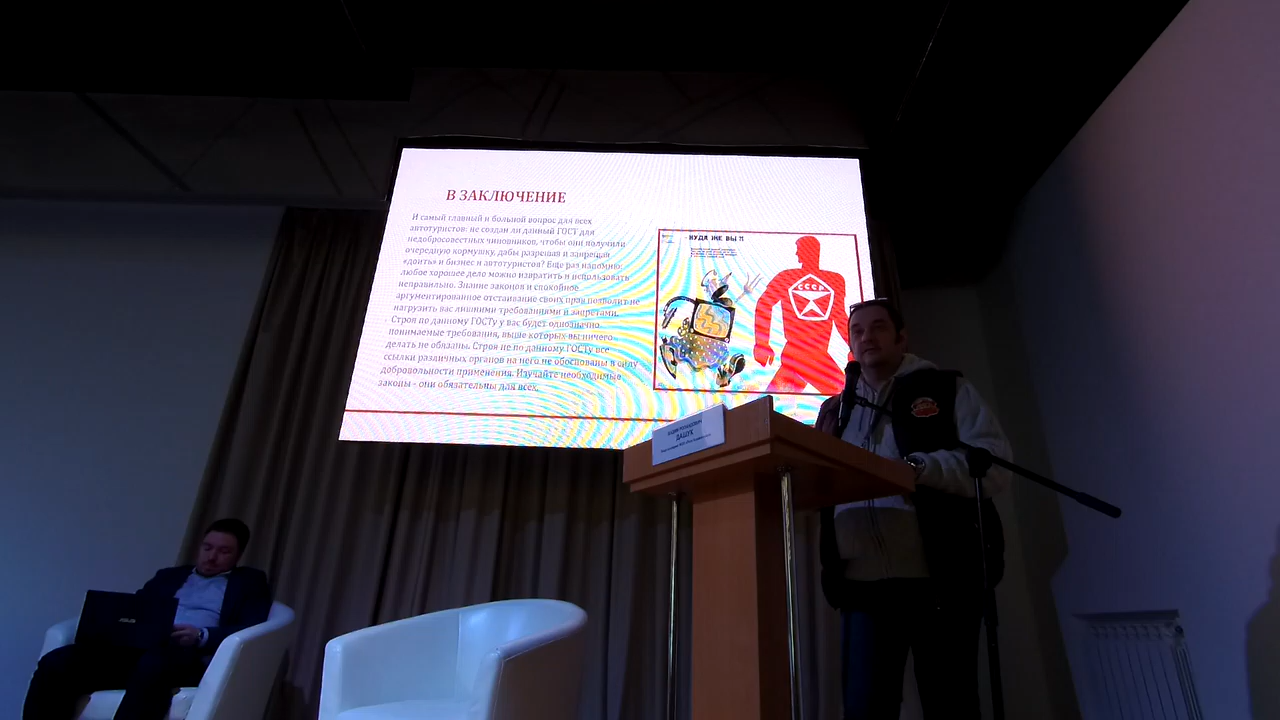 В ЗАКЛЮЧЕНИЕ
И самый главный и больной вопрос для всех
автотуристов: не создан ли данный ГОСТ для
недобросовестных чиновников, чтобы они получили
очередную кормушку, дабы разрешая и запрещая
«доить» и бизнес и автотуристов? Еще раз напомню:
любое хорошее дело можно извратить и использовать
неправильно. Знание законов и спокойное
аргументированное отстаивание своих прав позволит не
нагрузить вас лишними требованиями и запретами.
Строя по данному ГОСТу у вас будет однозначно
понимаемые требования, выше которых вы ничего
делать не обязаны. Строя не по данному ГОСТу все
ссылки различных органов на него не обоснованы в силу
добровольности применения. Изучайте необходимые
законы - они обязательны для всех.
КУДА ЖЕ ВЫ?!
СССР
ДАЩУК
ASUS